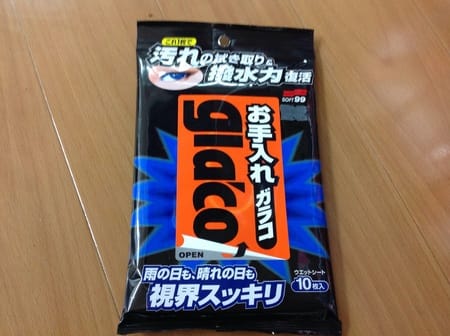 これ1枚で
汚れの拭き取り&
撥水力復活
SOFT99
glaco
お手入れガラコ
OPEN
雨の日も、晴れの日も
視界スッキリ
ウエットシート
10枚入